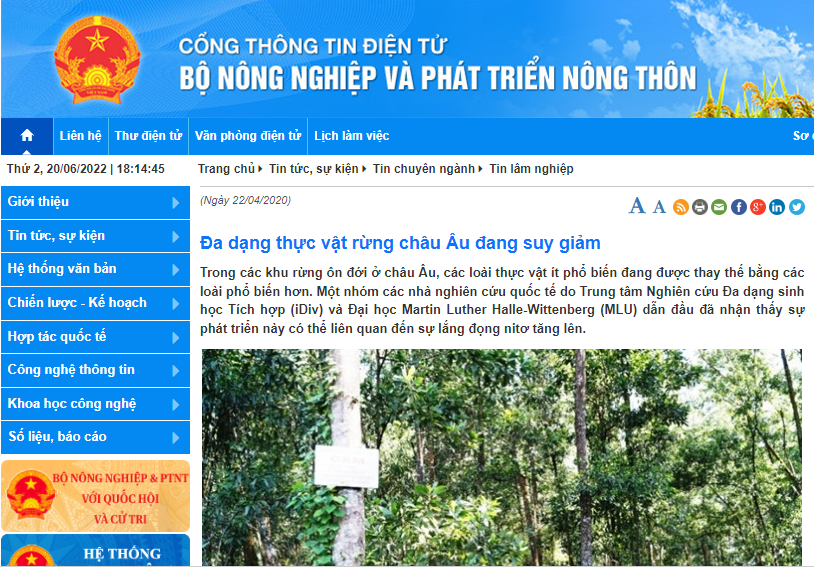 CỔNG THÔNG TIN ĐIỆN TỬ
BỘ NÔNG NGHIỆP VÀ PHÁT TRIỂN NÔNG THÔN
Liên hệ Thư điện tử Văn phòng điện tử Lịch làm việc Sơ
Thứ 2, 20/06/2022 | 18:14:45
Trang chủ Tin tức, sự kiện Tin chuyên ngành Tin lâm nghiệp
Giới thiệu
Tin tức, sự kiện
Hệ thống văn bản
Chiến lược - Kế hoạch
Hợp tác quốc tế
Công nghệ thông tin
Khoa học công nghệ
Số liệu, báo cáo
BỘ NÔNG NGHIỆP & PTNT
VỚI QUỐC HỘI
VÀ CỬ TRI
HỆ THỐNG
(Ngày 22/04/2020)
A A
Đa dạng thực vật rừng châu Âu đang suy giảm
Trong các khu rừng ôn đới ở châu Âu, các loài thực vật ít phổ biến đang được thay thế bằng các
loài phổ biến hơn. Một nhóm các nhà nghiên cứu quốc tế do Trung tâm Nghiên cứu Đa dạng sinh
học Tích hợp (iDiv) và Đại học Martin Luther Halle-Wittenberg (MLU) dẫn đầu đã nhận thấy sự
phát triển này có thể liên quan đến sự lắng đọng nitơ tăng lên.